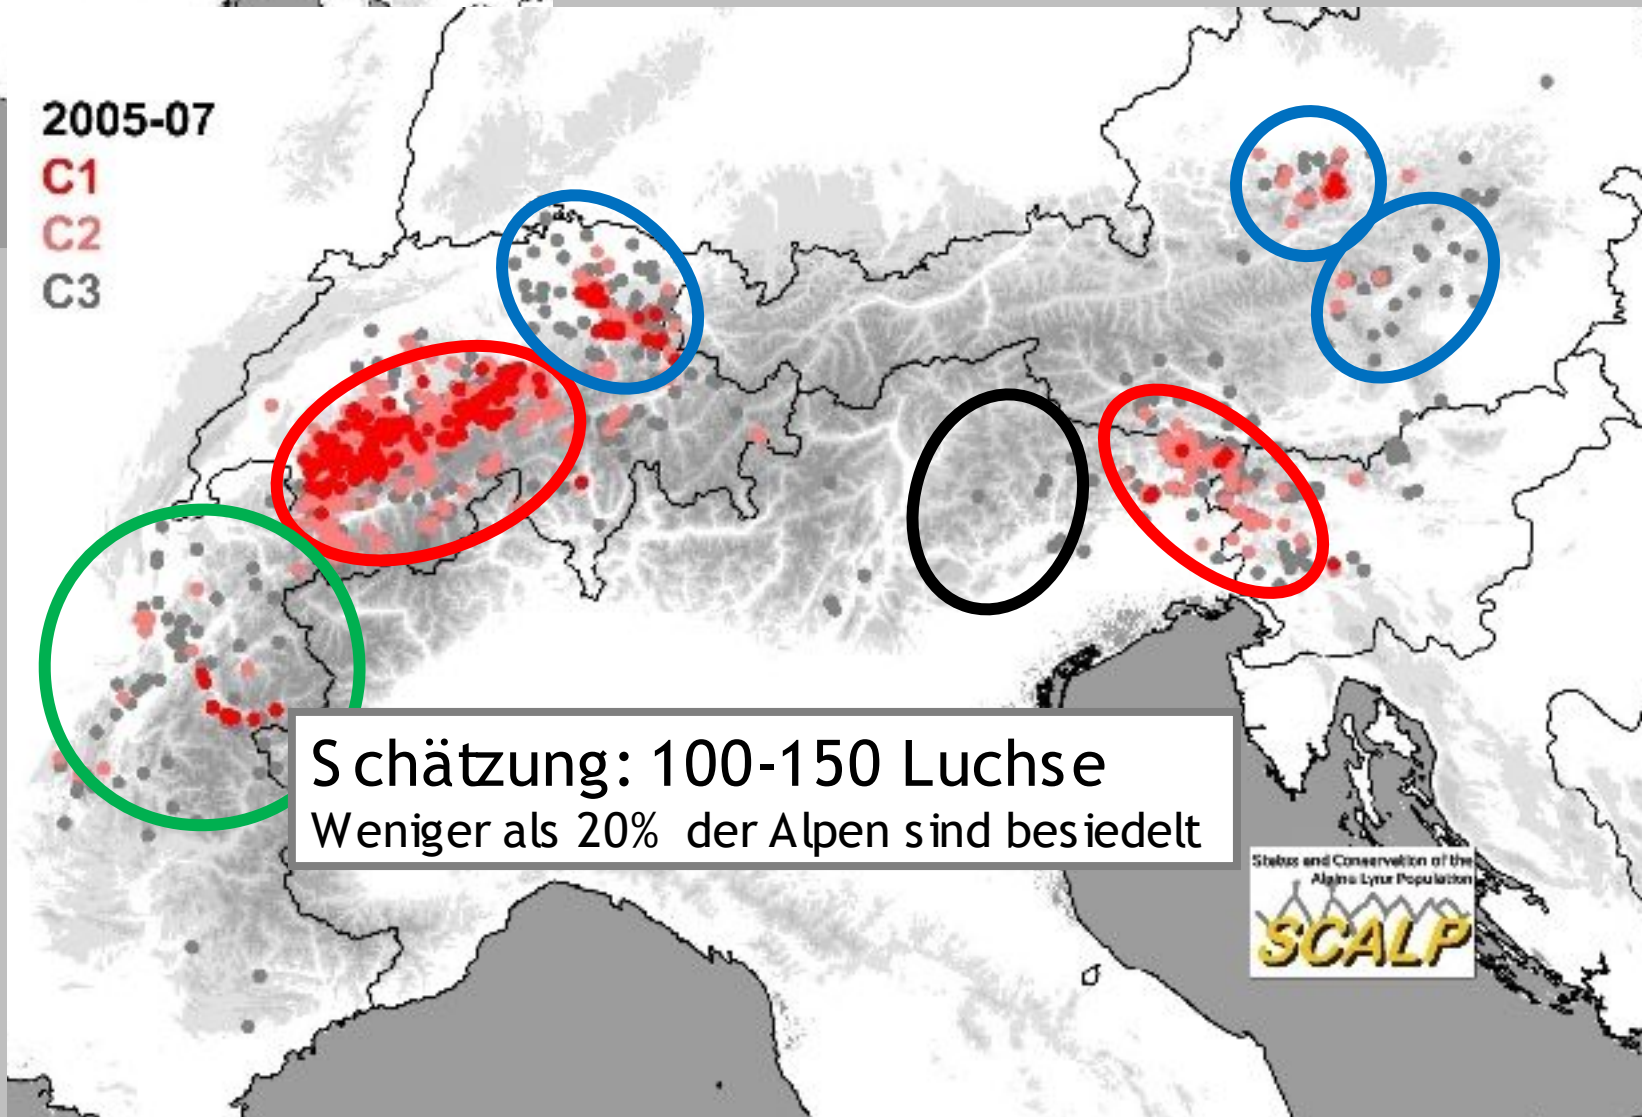 2005-07
C1
C2
C3
Schätzung: 100-150 Luchse
Weniger als 20% der Alpen sind besiedelt
Status and Conservation of the
Alpine Lynx Population
SCALP